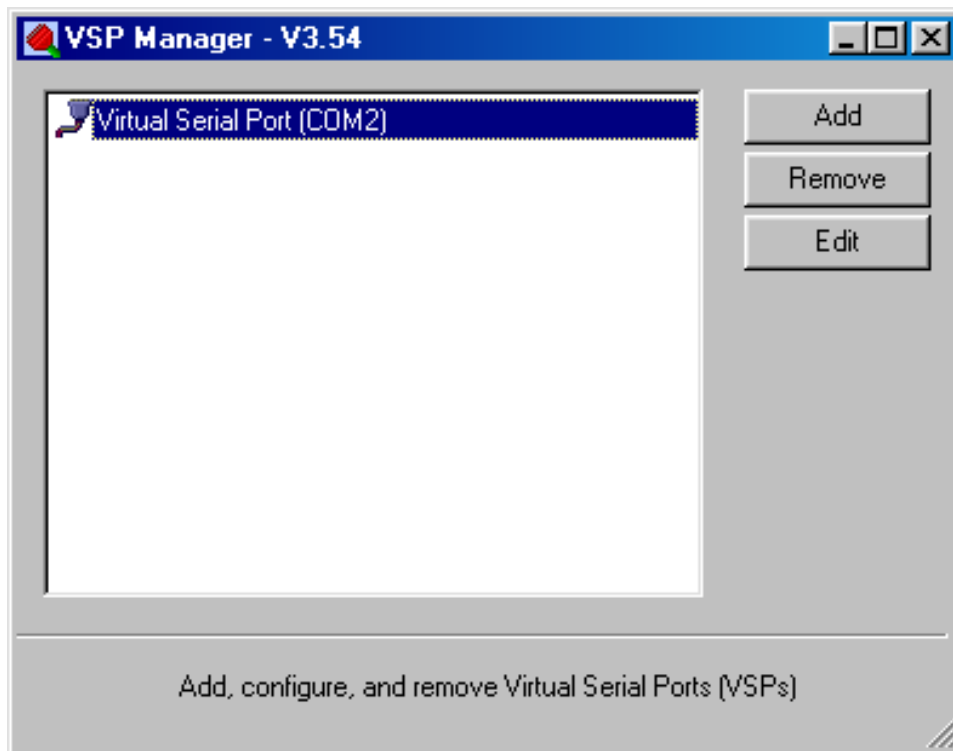 VSP Manager - V3.54
Virtual Serial Port (COM2)
Add
Remove
Edit
Add, configure, and remove Virtual Serial Ports (VSPs)